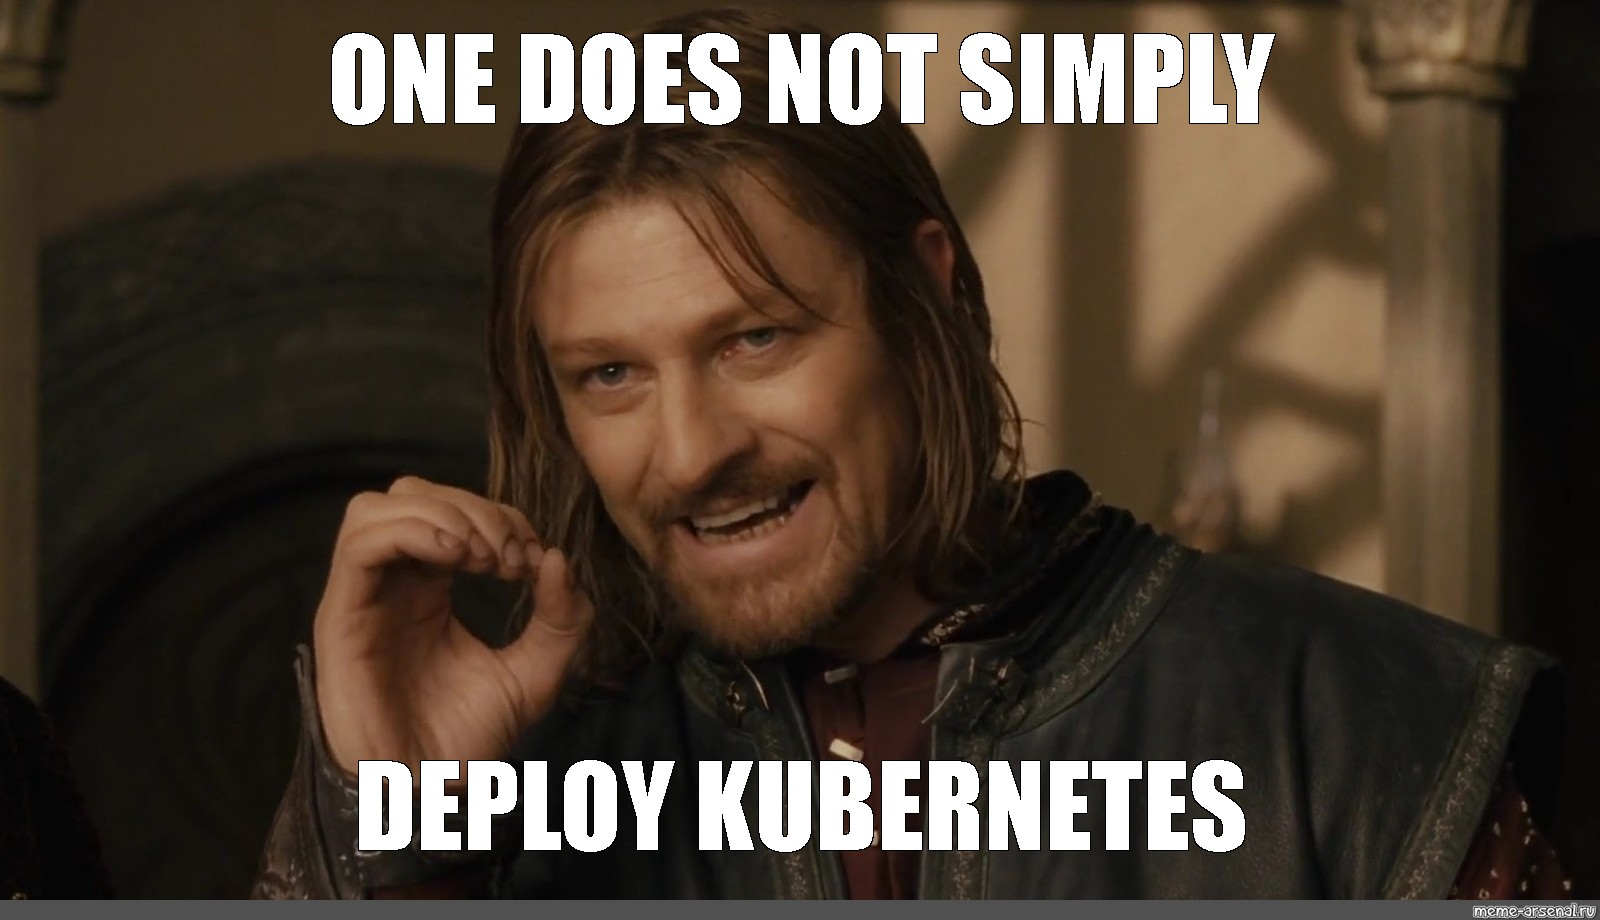 ONE DOES NOT SIMPLY
DEPLOY KUBERNETES
meme-arsenal.ru